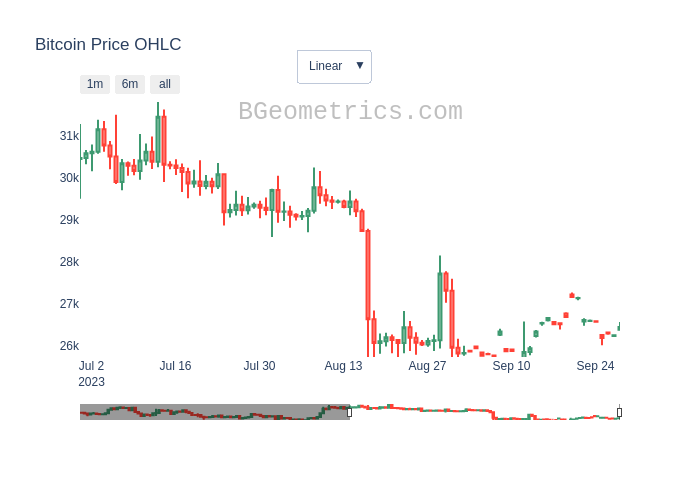 Bitcoin Price OHLC
Linear ▼
1m 6m all
BGeometrics.com
31k
30k
29k
28k
27k
26k
Jul 2 Jul 16 Jul 30 Aug 13 Aug 27 Sep 10 Sep 24
2023